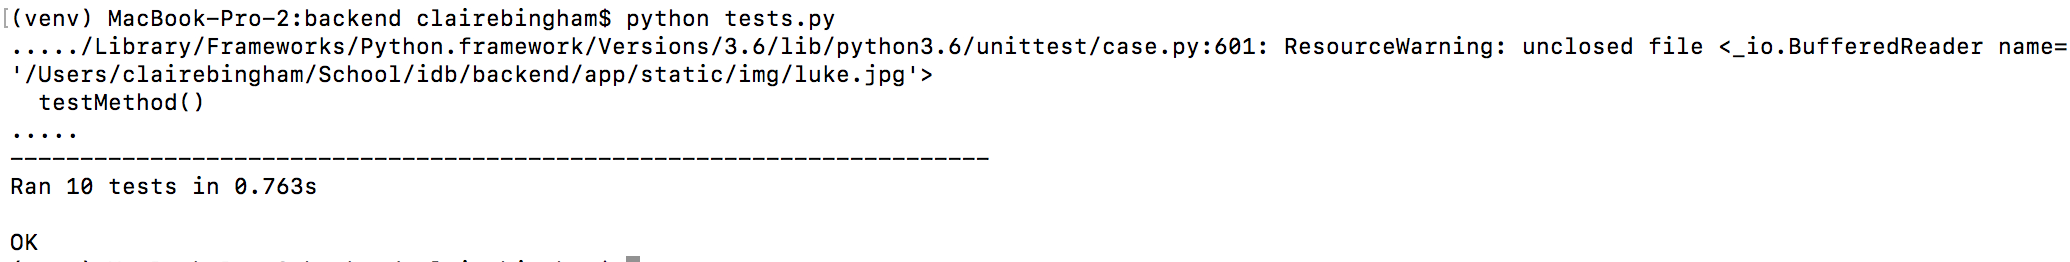 (venv) MacBook-Pro-2:backend clairebingham$ python tests.py
...../Library/Frameworks/Python.framework/Versions/3.6/lib/python3.6/unittest/case.py:601: ResourceWarning: unclosed file <_io.BufferedReader name=
'/Users/clairebingham/School/idb/backend/app/static/img/luke.jpg'>
  testMethod()
.....
----------------------------------------------------------------------
Ran 10 tests in 0.763s
OK